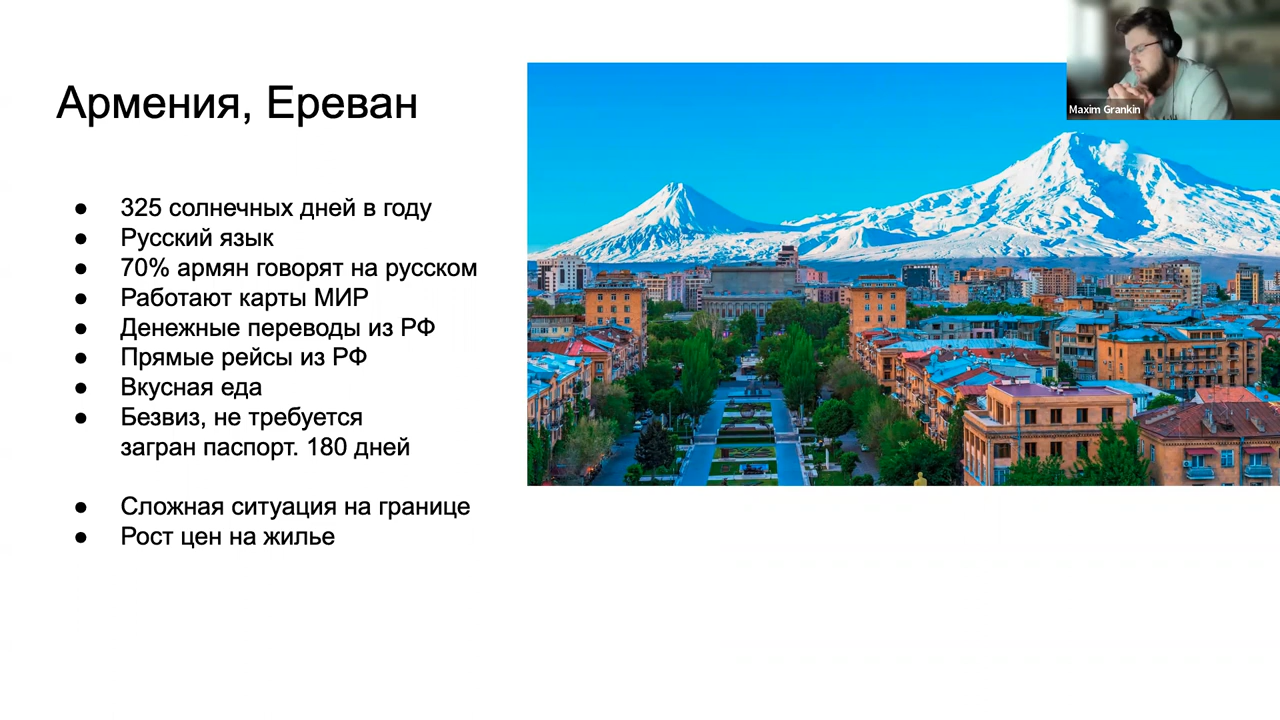 Армения, Ереван
● 325 солнечных дней в году
● Русский язык
● 70% армян говорят на русском
● Работают карты МИР
● Денежные переводы из РФ
● Прямые рейсы из РФ
● Вкусная еда
● Безвиз, не требуется
загран паспорт. 180 дней
● Сложная ситуация на границе
● Рост цен на жилье
Maxim Grankin